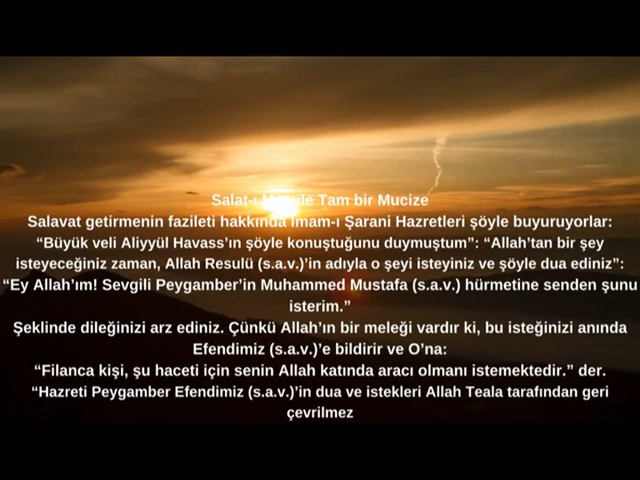 Salat-ı Tam bir Mucize
Salavat getirmenin fazileti hakkında İmam-ı Şarani Hazretleri şöyle buyuruyorlar:
“Büyük veli Aliyyül Havass’ın şöyle konuştuğunu duymuştum”: “Allah’tan bir şey
isteyeceğiniz zaman, Allah Resulü (s.a.v.)’in adıyla o şeyi isteyiniz ve şöyle dua ediniz”:
“Ey Allah’ım! Sevgili Peygamber’in Muhammed Mustafa (s.a.v.) hürmetine senden şunu
isterim.”
Şeklinde dileğinizi arz ediniz. Çünkü Allah’ın bir meleği vardır ki, bu isteğinizi anında
Efendimiz (s.a.v.)’e bildirir ve O’na:
“Filanca kişi, şu haceti için senin Allah katında aracı olmanı istemektedir.” der.
“Hazreti Peygamber Efendimiz (s.a.v.)’in dua ve istekleri Allah Teala tarafından geri
çevrilmez